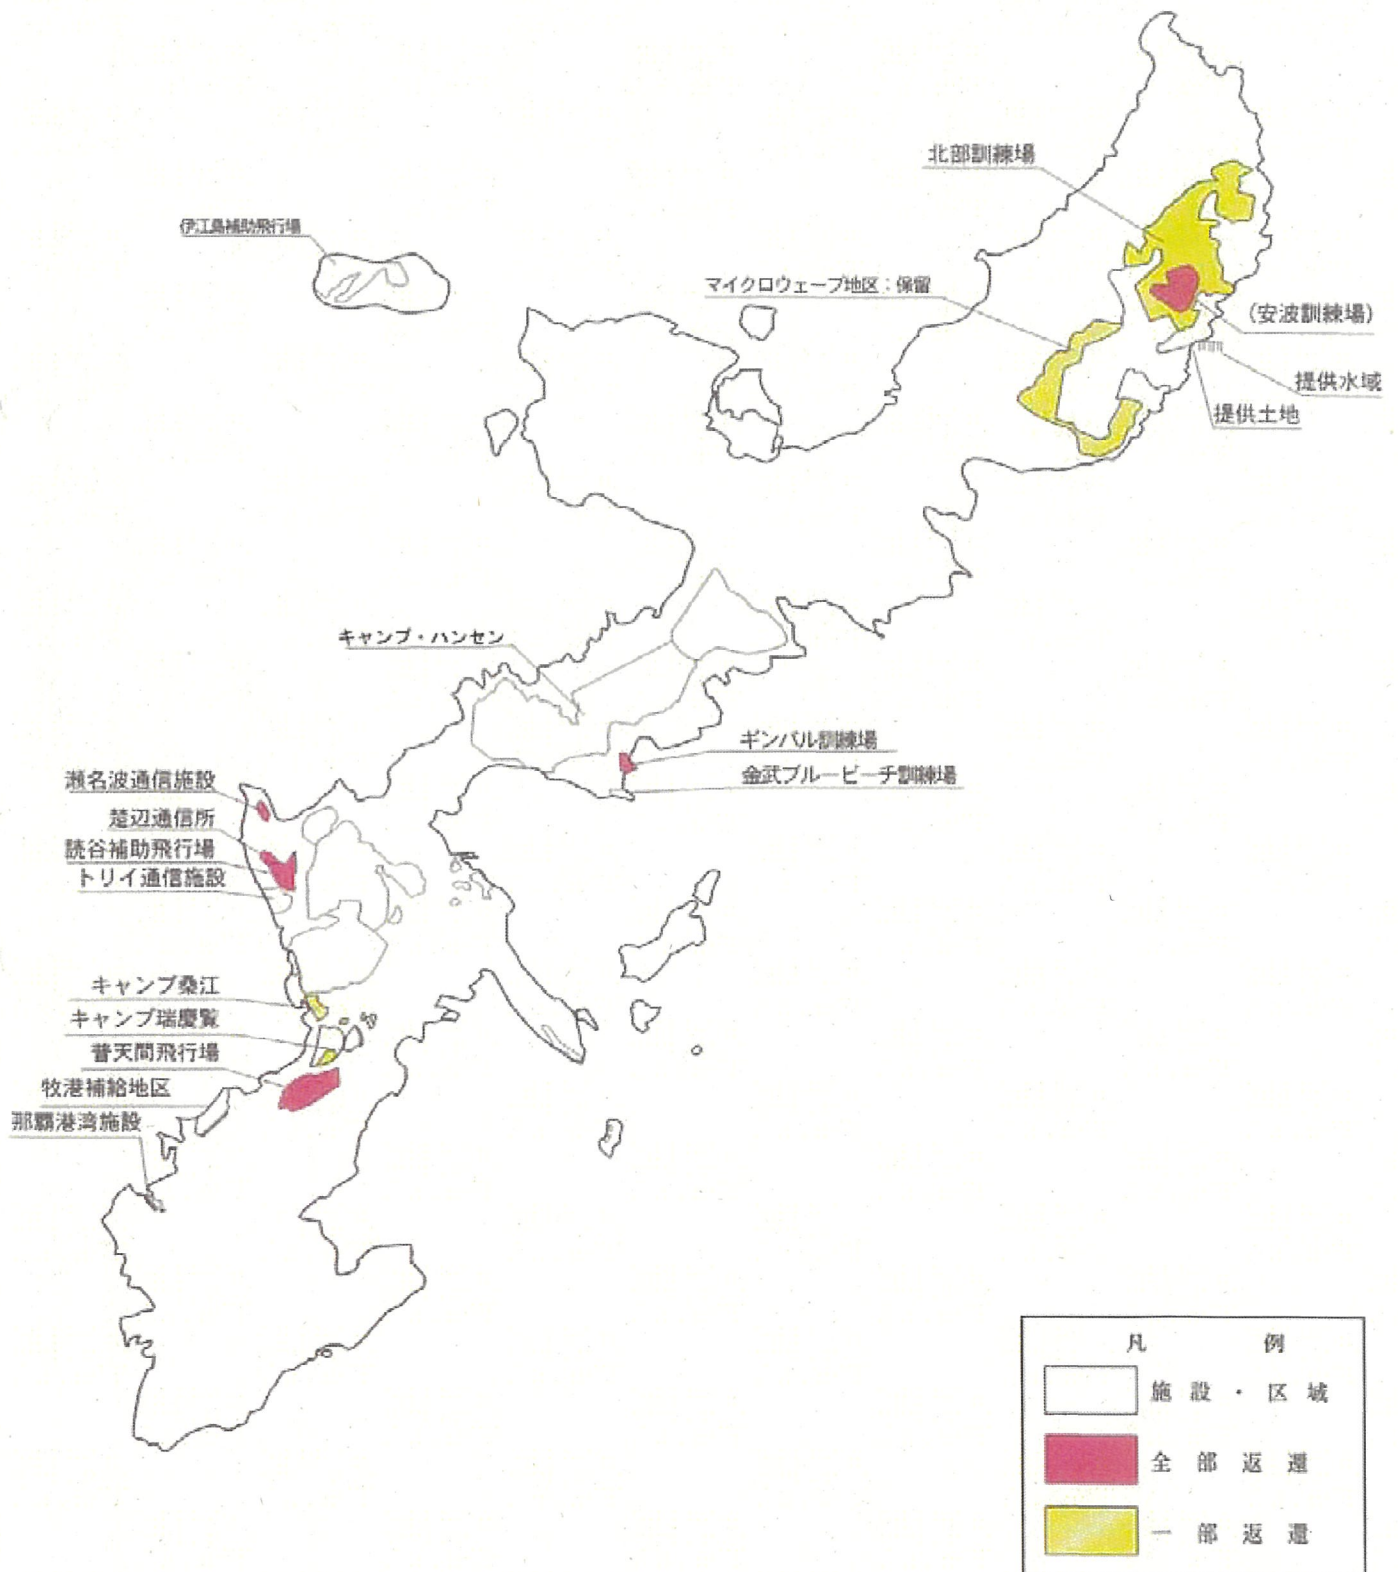 北部訓練場
伊江島補助飛行場
マイクロウェーブ地区：保留
(安波訓練場)
提供水域
提供土地
キャンプ・ハンセン
ギンバル訓練場
金武ブルービーチ訓練場
瀬名波通信施設
楚辺通信所
読谷補助飛行場
トリイ通信施設
キャンプ桑江
キャンプ瑞慶覧
普天間飛行場
牧港補給地区
那覇港湾施設
凡 例
施設・区域
全部返還
一部返還